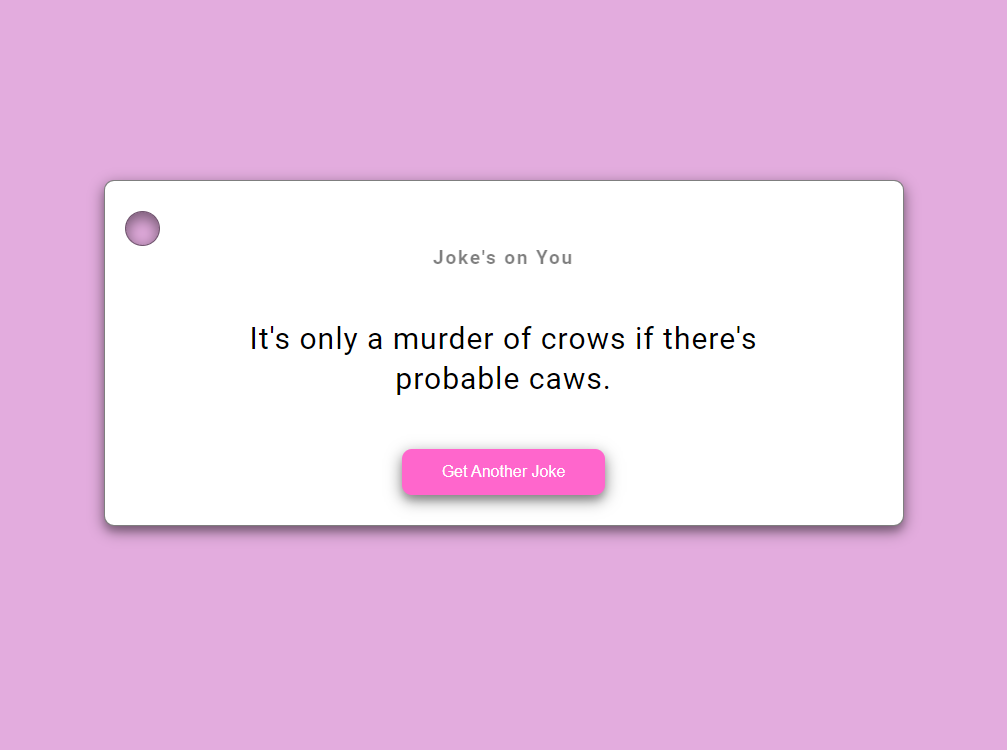 Joke's on You
It's only a murder of crows if there's
probable caws.
Get Another Joke